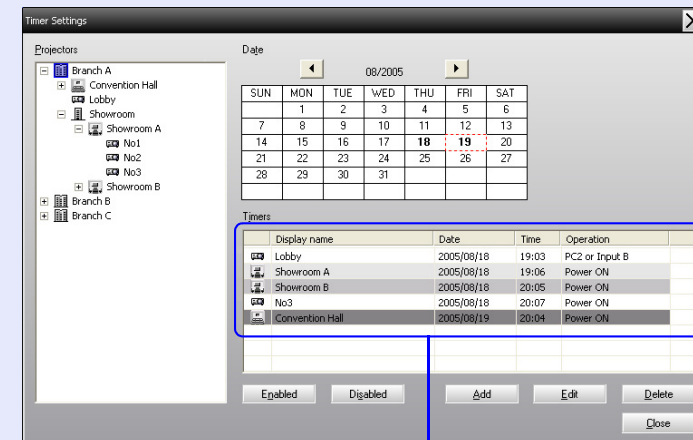 Timer Settings
Projectors
Branch A
Convention Hall
Lobby
Showroom
Showroom A
No1
No2
No3
Showroom B
Branch B
Branch C
Date
08/2005
SUN MON TUE WED THU FRI SAT
1 2 3 4 5 6
7 8 9 10 11 12 13
14 15 16 17 18 19 20
21 22 23 24 25 26 27
28 29 30 31
Timers
Display name Date Time Operation
Lobby 2005/08/18 19:03 PC2 or Input B
Showroom A 2005/08/18 19:06 Power ON
Showroom B 2005/08/18 20:05 Power ON
No3 2005/08/18 20:07 Power ON
Convention Hall 2005/08/19 20:04 Power ON
Enabled Disabled Add Edit Delete
Close